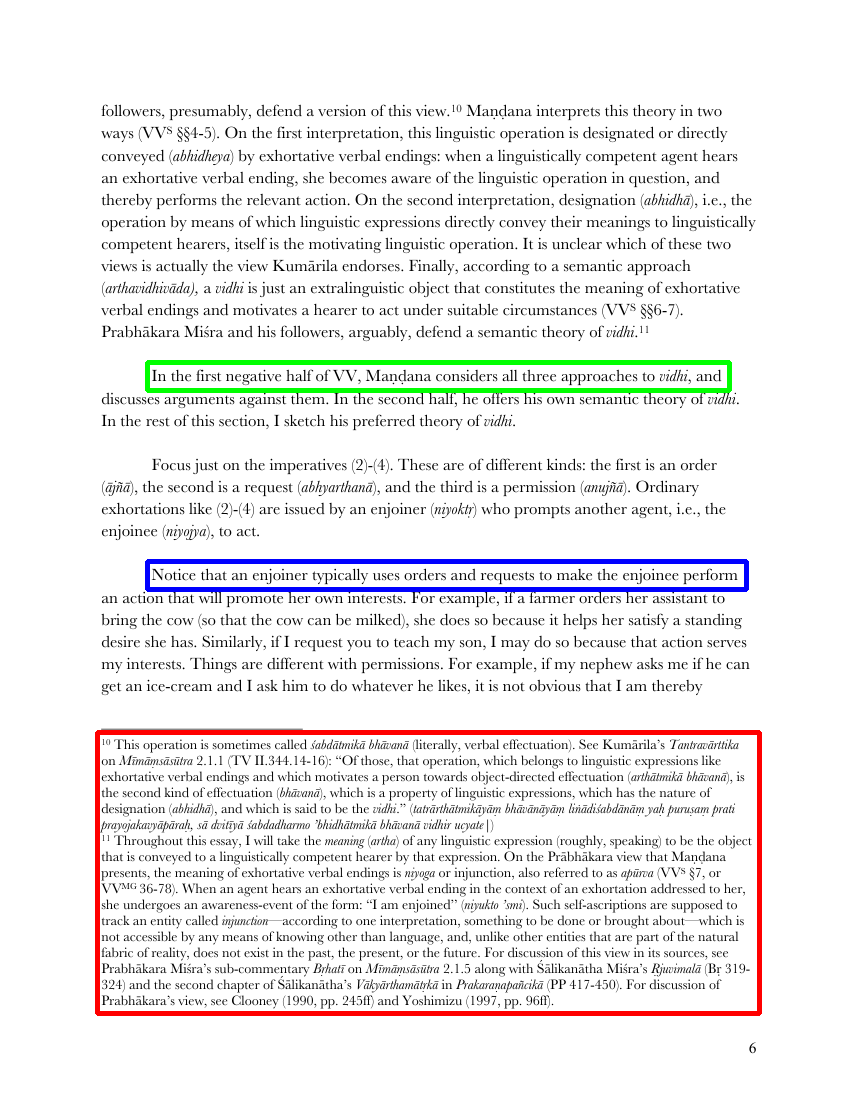 followers, presumably, defend a version of this view.¹⁰ Maṇḍana interprets this theory in two
ways (VVˢ §§4-5). On the first interpretation, this linguistic operation is designated or directly
conveyed (abhidheya) by exhortative verbal endings: when a linguistically competent agent hears
an exhortative verbal ending, she becomes aware of the linguistic operation in question, and
thereby performs the relevant action. On the second interpretation, designation (abhidhā), i.e., the
operation by means of which linguistic expressions directly convey their meanings to linguistically
competent hearers, itself is the motivating linguistic operation. It is unclear which of these two
views is actually the view Kumārila endorses. Finally, according to a semantic approach
(arthavidhivāda), a vidhi is just an extralinguistic object that constitutes the meaning of exhortative
verbal endings and motivates a hearer to act under suitable circumstances (VVˢ §§6-7).
Prabhākara Miśra and his followers, arguably, defend a semantic theory of vidhi.¹¹
In the first negative half of VV, Maṇḍana considers all three approaches to vidhi, and
discusses arguments against them. In the second half, he offers his own semantic theory of vidhi.
In the rest of this section, I sketch his preferred theory of vidhi.
Focus just on the imperatives (2)-(4). These are of different kinds: the first is an order
(ājñā), the second is a request (abhyarthanā), and the third is a permission (anujñā). Ordinary
exhortations like (2)-(4) are issued by an enjoiner (niyoktṛ) who prompts another agent, i.e., the
enjoinee (niyojya), to act.
Notice that an enjoiner typically uses orders and requests to make the enjoinee perform
an action that will promote her own interests. For example, if a farmer orders her assistant to
bring the cow (so that the cow can be milked), she does so because it helps her satisfy a standing
desire she has. Similarly, if I request you to teach my son, I may do so because that action serves
my interests. Things are different with permissions. For example, if my nephew asks me if he can
get an ice-cream and I ask him to do whatever he likes, it is not obvious that I am thereby
¹⁰ This operation is sometimes called śabdātmikā bhāvanā (literally, verbal effectuation). See Kumārila's Tantravārttika
on Mīmāṃsāsūtra 2.1.1 (TV II.344.14-16): “Of those, that operation, which belongs to linguistic expressions like
exhortative verbal endings and which motivates a person towards object-directed effectuation (arthātmikā bhāvanā), is
the second kind of effectuation (bhāvanā), which is a property of linguistic expressions, which has the nature of
designation (abhidhā), and which is said to be the vidhi.” (tatrārthātmikāyāṃ bhāvānāyāṃ liṅādiśabdānāṃ yaḥ puruṣam prati
prayojakavyāpāraḥ, sā dvitīyā śabdadharmo 'bhidhātmikā bhāvanā vidhir ucyate|)
¹¹ Throughout this essay, I will take the meaning (artha) of any linguistic expression (roughly, speaking) to be the object
that is conveyed to a linguistically competent hearer by that expression. On the Prābhākara view that Maṇḍana
presents, the meaning of exhortative verbal endings is niyoga or injunction, also referred to as apūrva (VVˢ §7, or
VVᴹᴳ 36-78). When an agent hears an exhortative verbal ending in the context of an exhortation addressed to her,
she undergoes an awareness-event of the form: “I am enjoined” (niyukto 'smi). Such self-ascriptions are supposed to
track an entity called injunction—according to one interpretation, something to be done or brought about—which is
not accessible by any means of knowing other than language, and, unlike other entities that are part of the natural
fabric of reality, does not exist in the past, the present, or the future. For discussion of this view in its sources, see
Prabhākara Miśra's sub-commentary Bṛhatī on Mīmāṃsāsūtra 2.1.5 along with Śālikanātha Miśra's Ṛjuvimalā (Bṛ 319-
324) and the second chapter of Śālikanātha's Vākyārthamātṛkā in Prakaraṇapañcikā (PP 417-450). For discussion of
Prabhākara's view, see Clooney (1990, pp. 245ff) and Yoshimizu (1997, pp. 96ff).
6